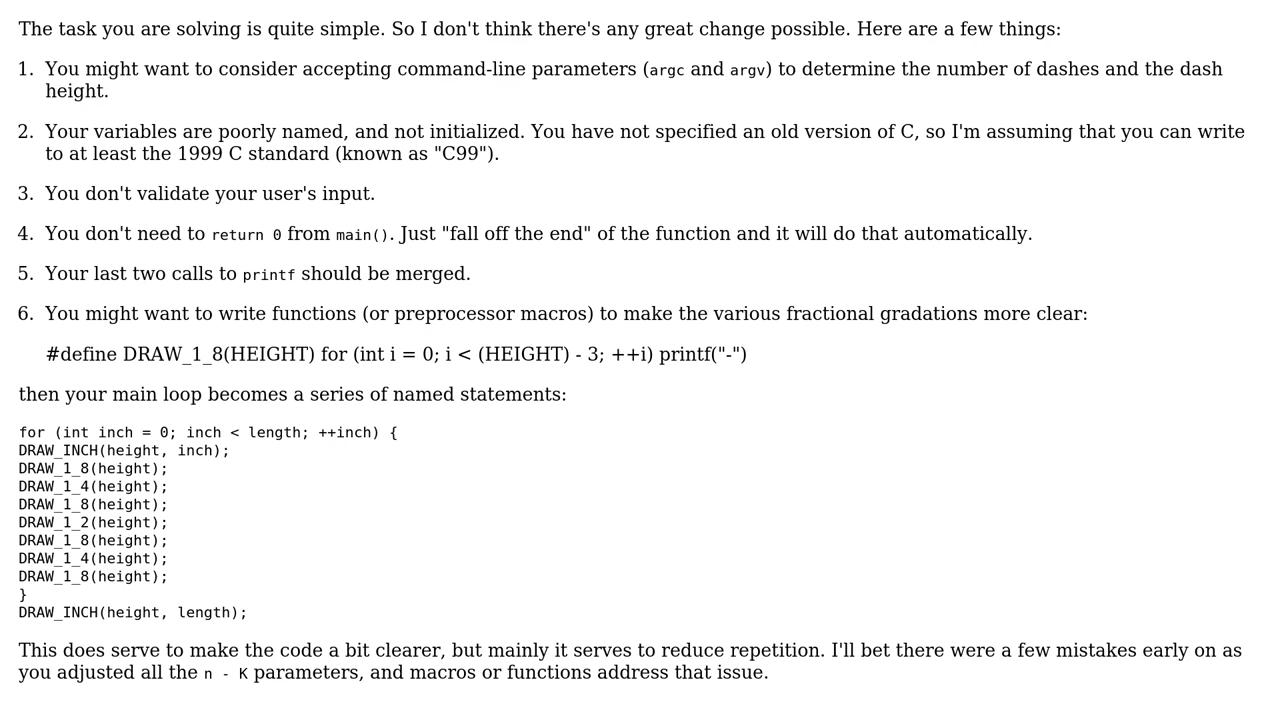 The task you are solving is quite simple. So I don't think there's any great change possible. Here are a few things:
1. You might want to consider accepting command-line parameters (argc and argv) to determine the number of dashes and the dash
height.
2. Your variables are poorly named, and not initialized. You have not specified an old version of C, so I'm assuming that you can write
to at least the 1999 C standard (known as "C99").
3. You don't validate your user's input.
4. You don't need to return 0 from main(). Just "fall off the end" of the function and it will do that automatically.
5. Your last two calls to printf should be merged.
6. You might want to write functions (or preprocessor macros) to make the various fractional gradations more clear:
#define DRAW_1_8(HEIGHT) for (int i = 0; i < (HEIGHT) - 3; ++i) printf("-")
then your main loop becomes a series of named statements:
for (int inch = 0; inch < length; ++inch) {
DRAW_INCH(height, inch);
DRAW_1_8(height);
DRAW_1_4(height);
DRAW_1_8(height);
DRAW_1_2(height);
DRAW_1_8(height);
DRAW_1_4(height);
DRAW_1_8(height);
}
DRAW_INCH(height, length);
This does serve to make the code a bit clearer, but mainly it serves to reduce repetition. I'll bet there were a few mistakes early on as
you adjusted all the n - K parameters, and macros or functions address that issue.